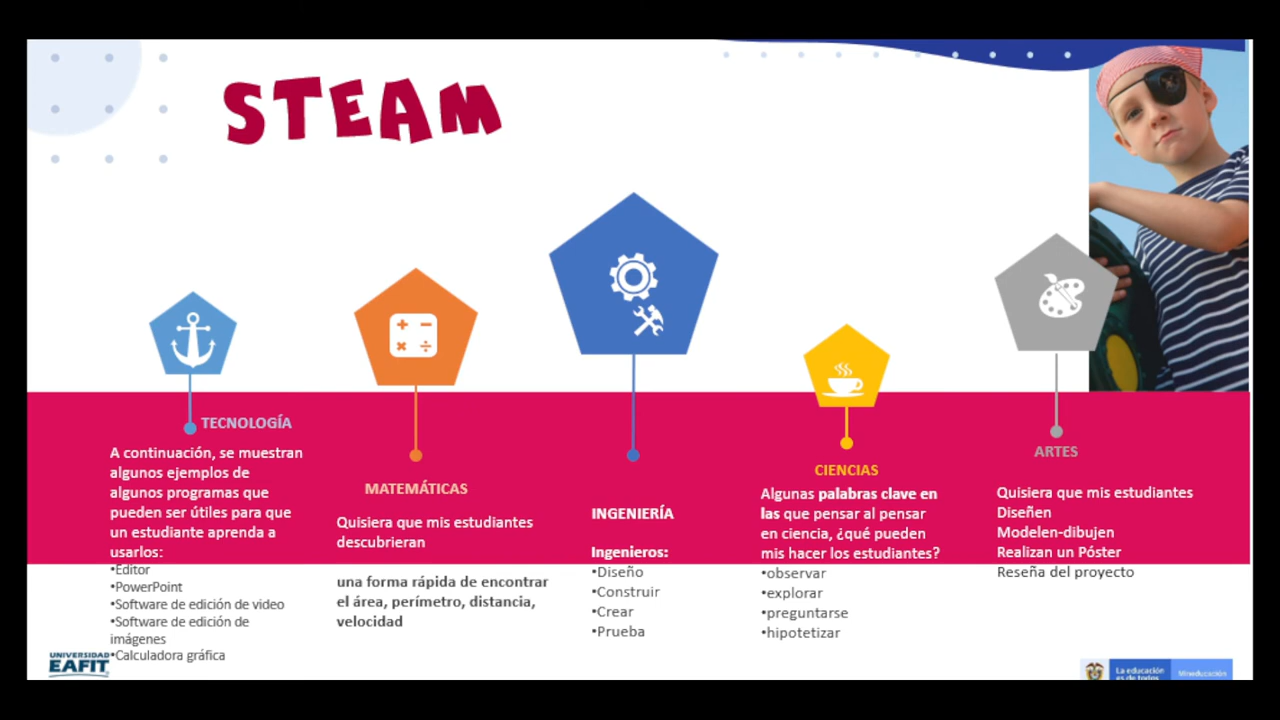 STEAM
TECNOLOGÍA
A continuación, se muestran
algunos ejemplos de
algunos programas que
pueden ser útiles para que
un estudiante aprenda a
usarlos:
•Editor
•PowerPoint
•Software de edición de video
•Software de edición de
imágenes
•Calculadora gráfica
MATEMÁTICAS
Quisiera que mis estudiantes
descubrieran
una forma rápida de encontrar
el área, perímetro, distancia,
velocidad
INGENIERÍA
Ingenieros:
•Diseño
•Construir
•Crear
•Prueba
CIENCIAS
Algunas palabras clave en
las que pensar al pensar
en ciencia, ¿qué pueden
mis hacer los estudiantes?
•observar
•explorar
•preguntarse
•hipotetizar
ARTES
Quisiera que mis estudiantes
Diseñen
Modelen-dibujen
Realizan un Póster
Reseña del proyecto
UNIVERSIDAD
EAFIT
La educación
es de todos
Mineducación